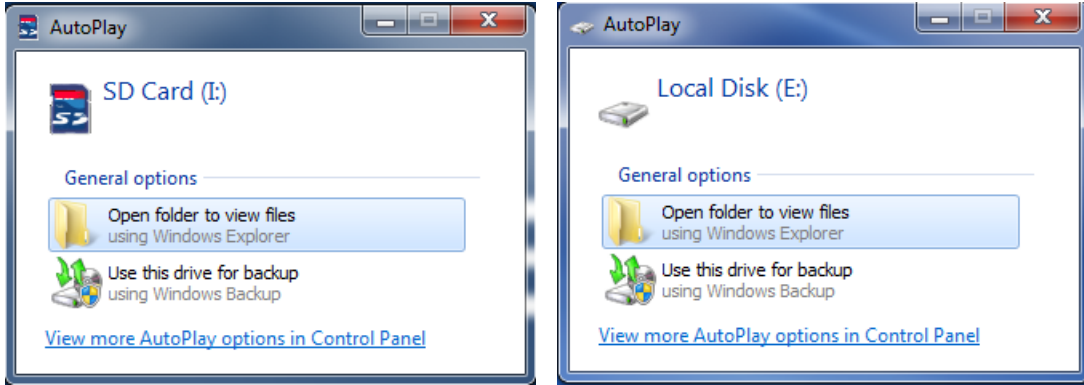 AutoPlay
SD Card (I:)
General options
Open folder to view files
using Windows Explorer
Use this drive for backup
using Windows Backup
View more AutoPlay options in Control Panel
AutoPlay
Local Disk (E:)
General options
Open folder to view files
using Windows Explorer
Use this drive for backup
using Windows Backup
View more AutoPlay options in Control Panel